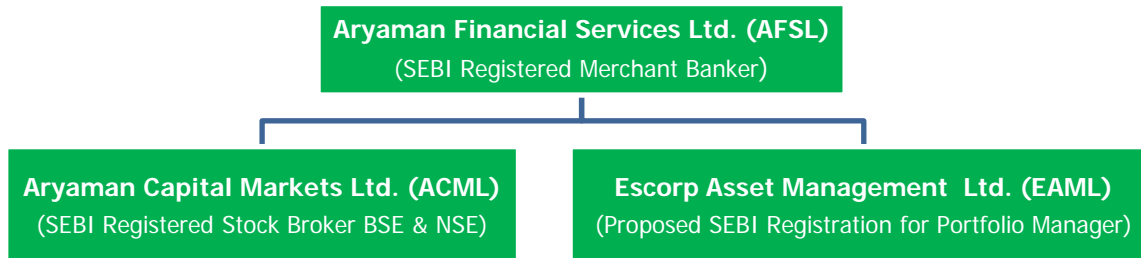 Aryaman Financial Services Ltd. (AFSL)
(SEBI Registered Merchant Banker)
Aryaman Capital Markets Ltd. (ACML)
(SEBI Registered Stock Broker BSE & NSE)
Escorp Asset Management Ltd. (EAML)
(Proposed SEBI Registration for Portfolio Manager)